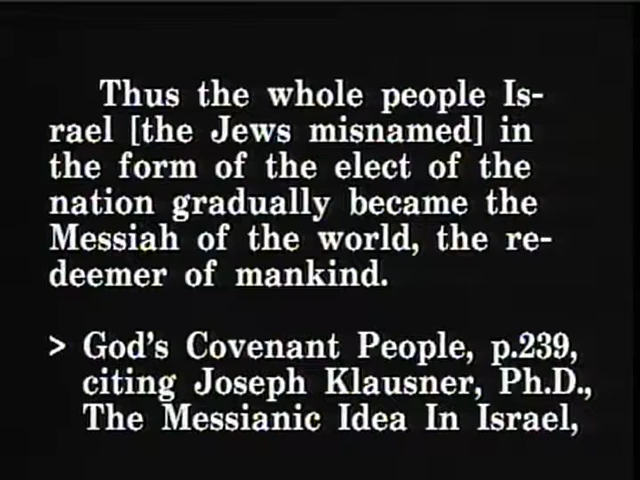 Thus the whole people Is-
rael [the Jews misnamed] in
the form of the elect of the
nation gradually became the
Messiah of the world, the re-
deemer of mankind.
> God's Covenant People, p.239,
citing Joseph Klausner, Ph.D.,
The Messianic Idea In Israel,